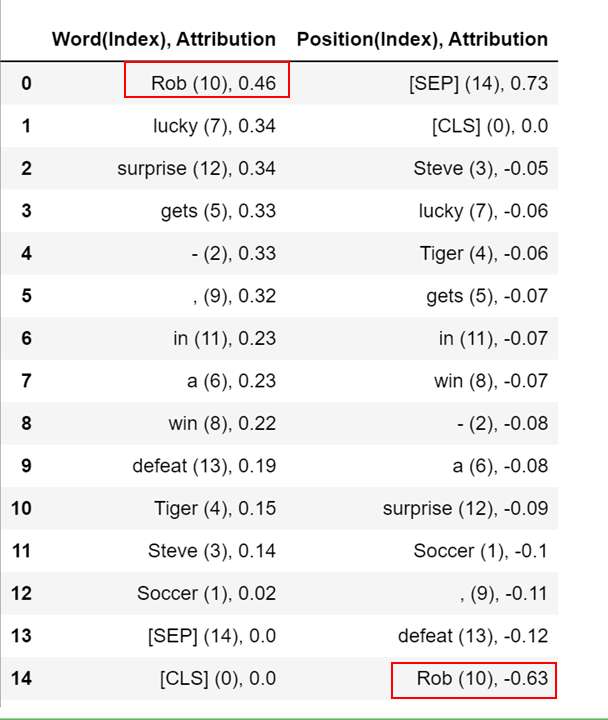 Word(Index), Attribution Position(Index), Attribution
0 Rob (10), 0.46 [SEP] (14), 0.73
1 lucky (7), 0.34 [CLS] (0), 0.0
2 surprise (12), 0.34 Steve (3), -0.05
3 gets (5), 0.33 lucky (7), -0.06
4 - (2), 0.33 Tiger (4), -0.06
5 , (9), 0.32 gets (5), -0.07
6 in (11), 0.23 in (11), -0.07
7 a (6), 0.23 win (8), -0.07
8 win (8), 0.22 - (2), -0.08
9 defeat (13), 0.19 a (6), -0.08
10 Tiger (4), 0.15 surprise (12), -0.09
11 Steve (3), 0.14 Soccer (1), -0.1
12 Soccer (1), 0.02 , (9), -0.11
13 [SEP] (14), 0.0 defeat (13), -0.12
14 [CLS] (0), 0.0 Rob (10), -0.63